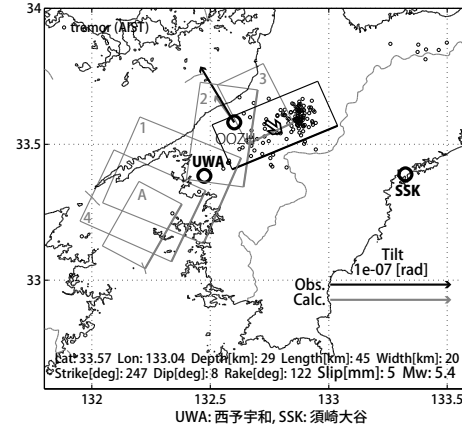 34
tremor (AIST)
3
2
OOZ
33.5
1
UWA
A
SSK
4
Tilt
1e-07 [rad]
33
Obs.
Calc.
Lat: 33.57 Lon: 133.04 Depth[km]: 29 Length[km]: 45 Width[km]: 20
Strike[deg]: 247 Dip[deg]: 8 Rake[deg]: 122 Slip[mm]: 5 Mw: 5.4
132 132.5 133 133.5
UWA: 西予宇和, SSK: 須崎大谷